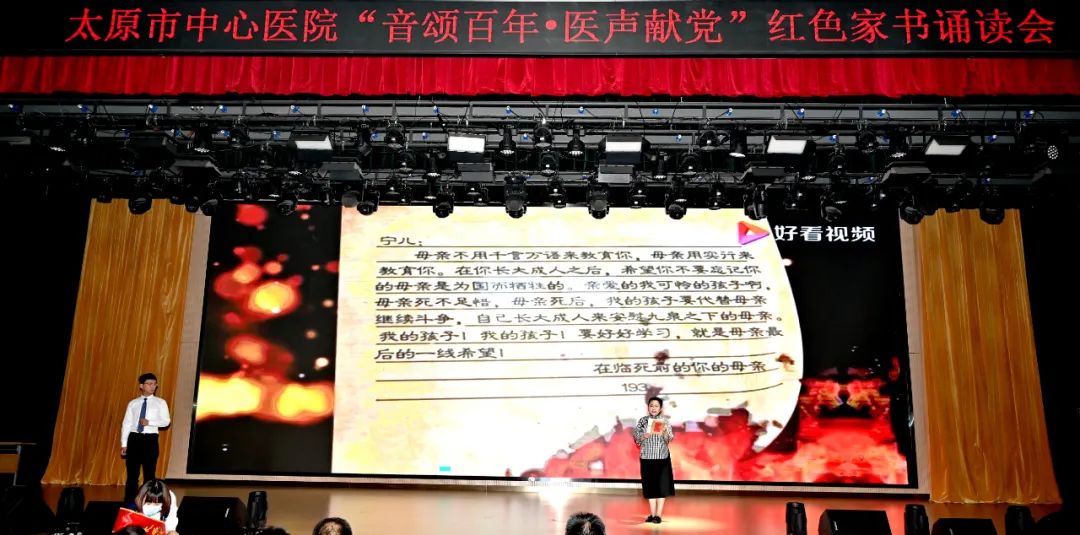 太原市中心医院“音颂百年·医声献党”红色家书诵读会
好看视频
宁儿：
母亲不用千言万语来教育你，母亲用实行来
教育你。在你长大成人之后，希望你不要忘记你
的母亲是为国而牺牲的。亲爱的我可怜的孩子啊，
母亲死不足惜，母亲死后，我的孩子要代替母亲
继续斗争，自己长大成人来安慰九泉之下的母亲。
我的孩子！我的孩子！要好好学习，就是母亲最
后的一线希望！
在临死前的你的母亲
193